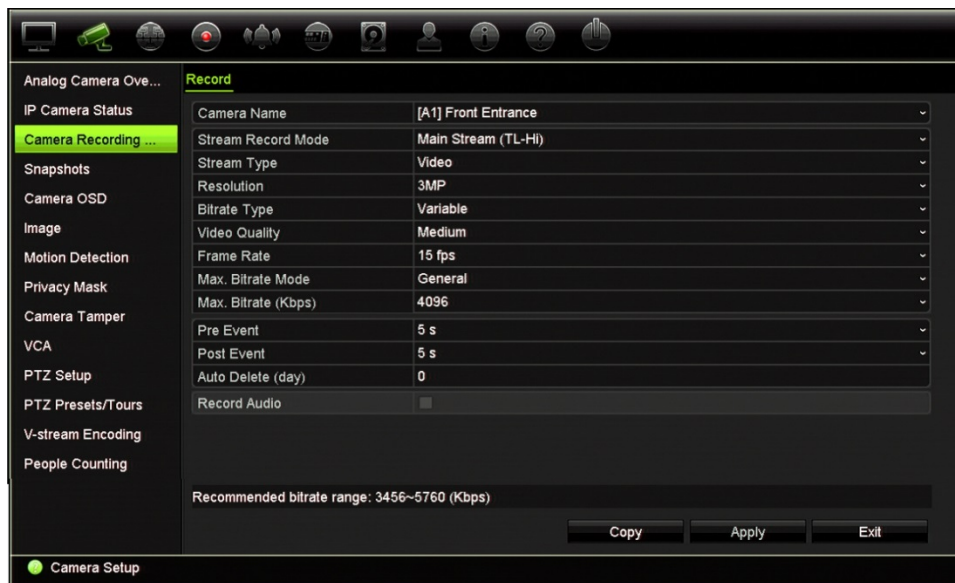 Analog Camera Ove...
IP Camera Status
Camera Recording ...
Snapshots
Camera OSD
Image
Motion Detection
Privacy Mask
Camera Tamper
VCA
PTZ Setup
PTZ Presets/Tours
V-stream Encoding
People Counting
Record
Camera Name [A1] Front Entrance
Stream Record Mode Main Stream (TL-Hi)
Stream Type Video
Resolution 3MP
Bitrate Type Variable
Video Quality Medium
Frame Rate 15 fps
Max. Bitrate Mode General
Max. Bitrate (Kbps) 4096
Pre Event 5 s
Post Event 5 s
Auto Delete (day) 0
Record Audio
Recommended bitrate range: 3456~5760 (Kbps)
Copy Apply Exit
Camera Setup